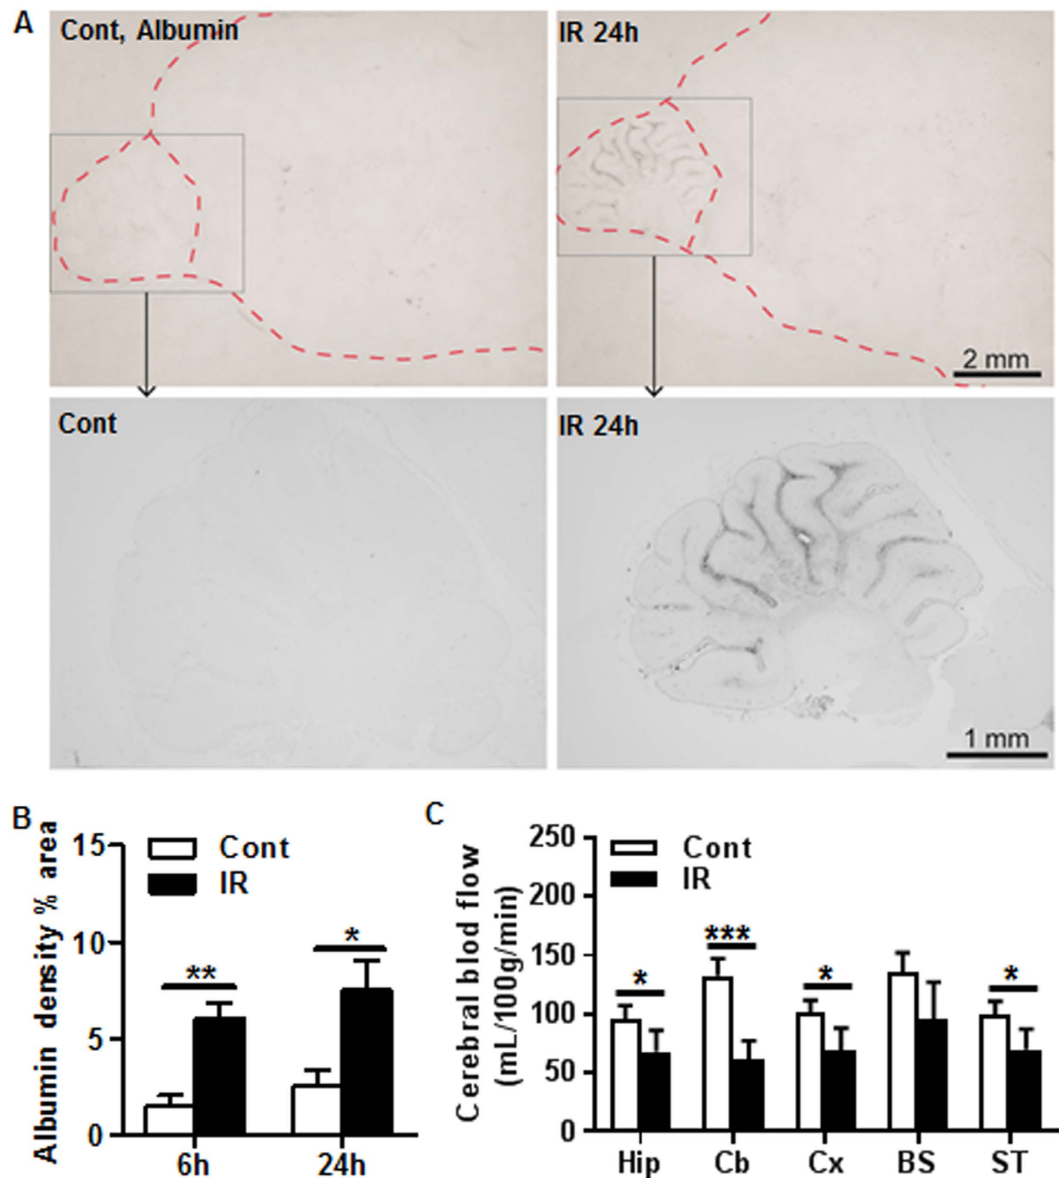 A
Cont, Albumin
IR 24h
2 mm
Cont
IR 24h
1 mm
B
Albumin density % area
15
10
5
0
Cont
IR
**
*
6h
24h
C
Cerebral blod flow
(mL/100g/min)
250
200
150
100
50
0
Cont
IR
*
***
*
*
Hip
Cb
Cx
BS
ST